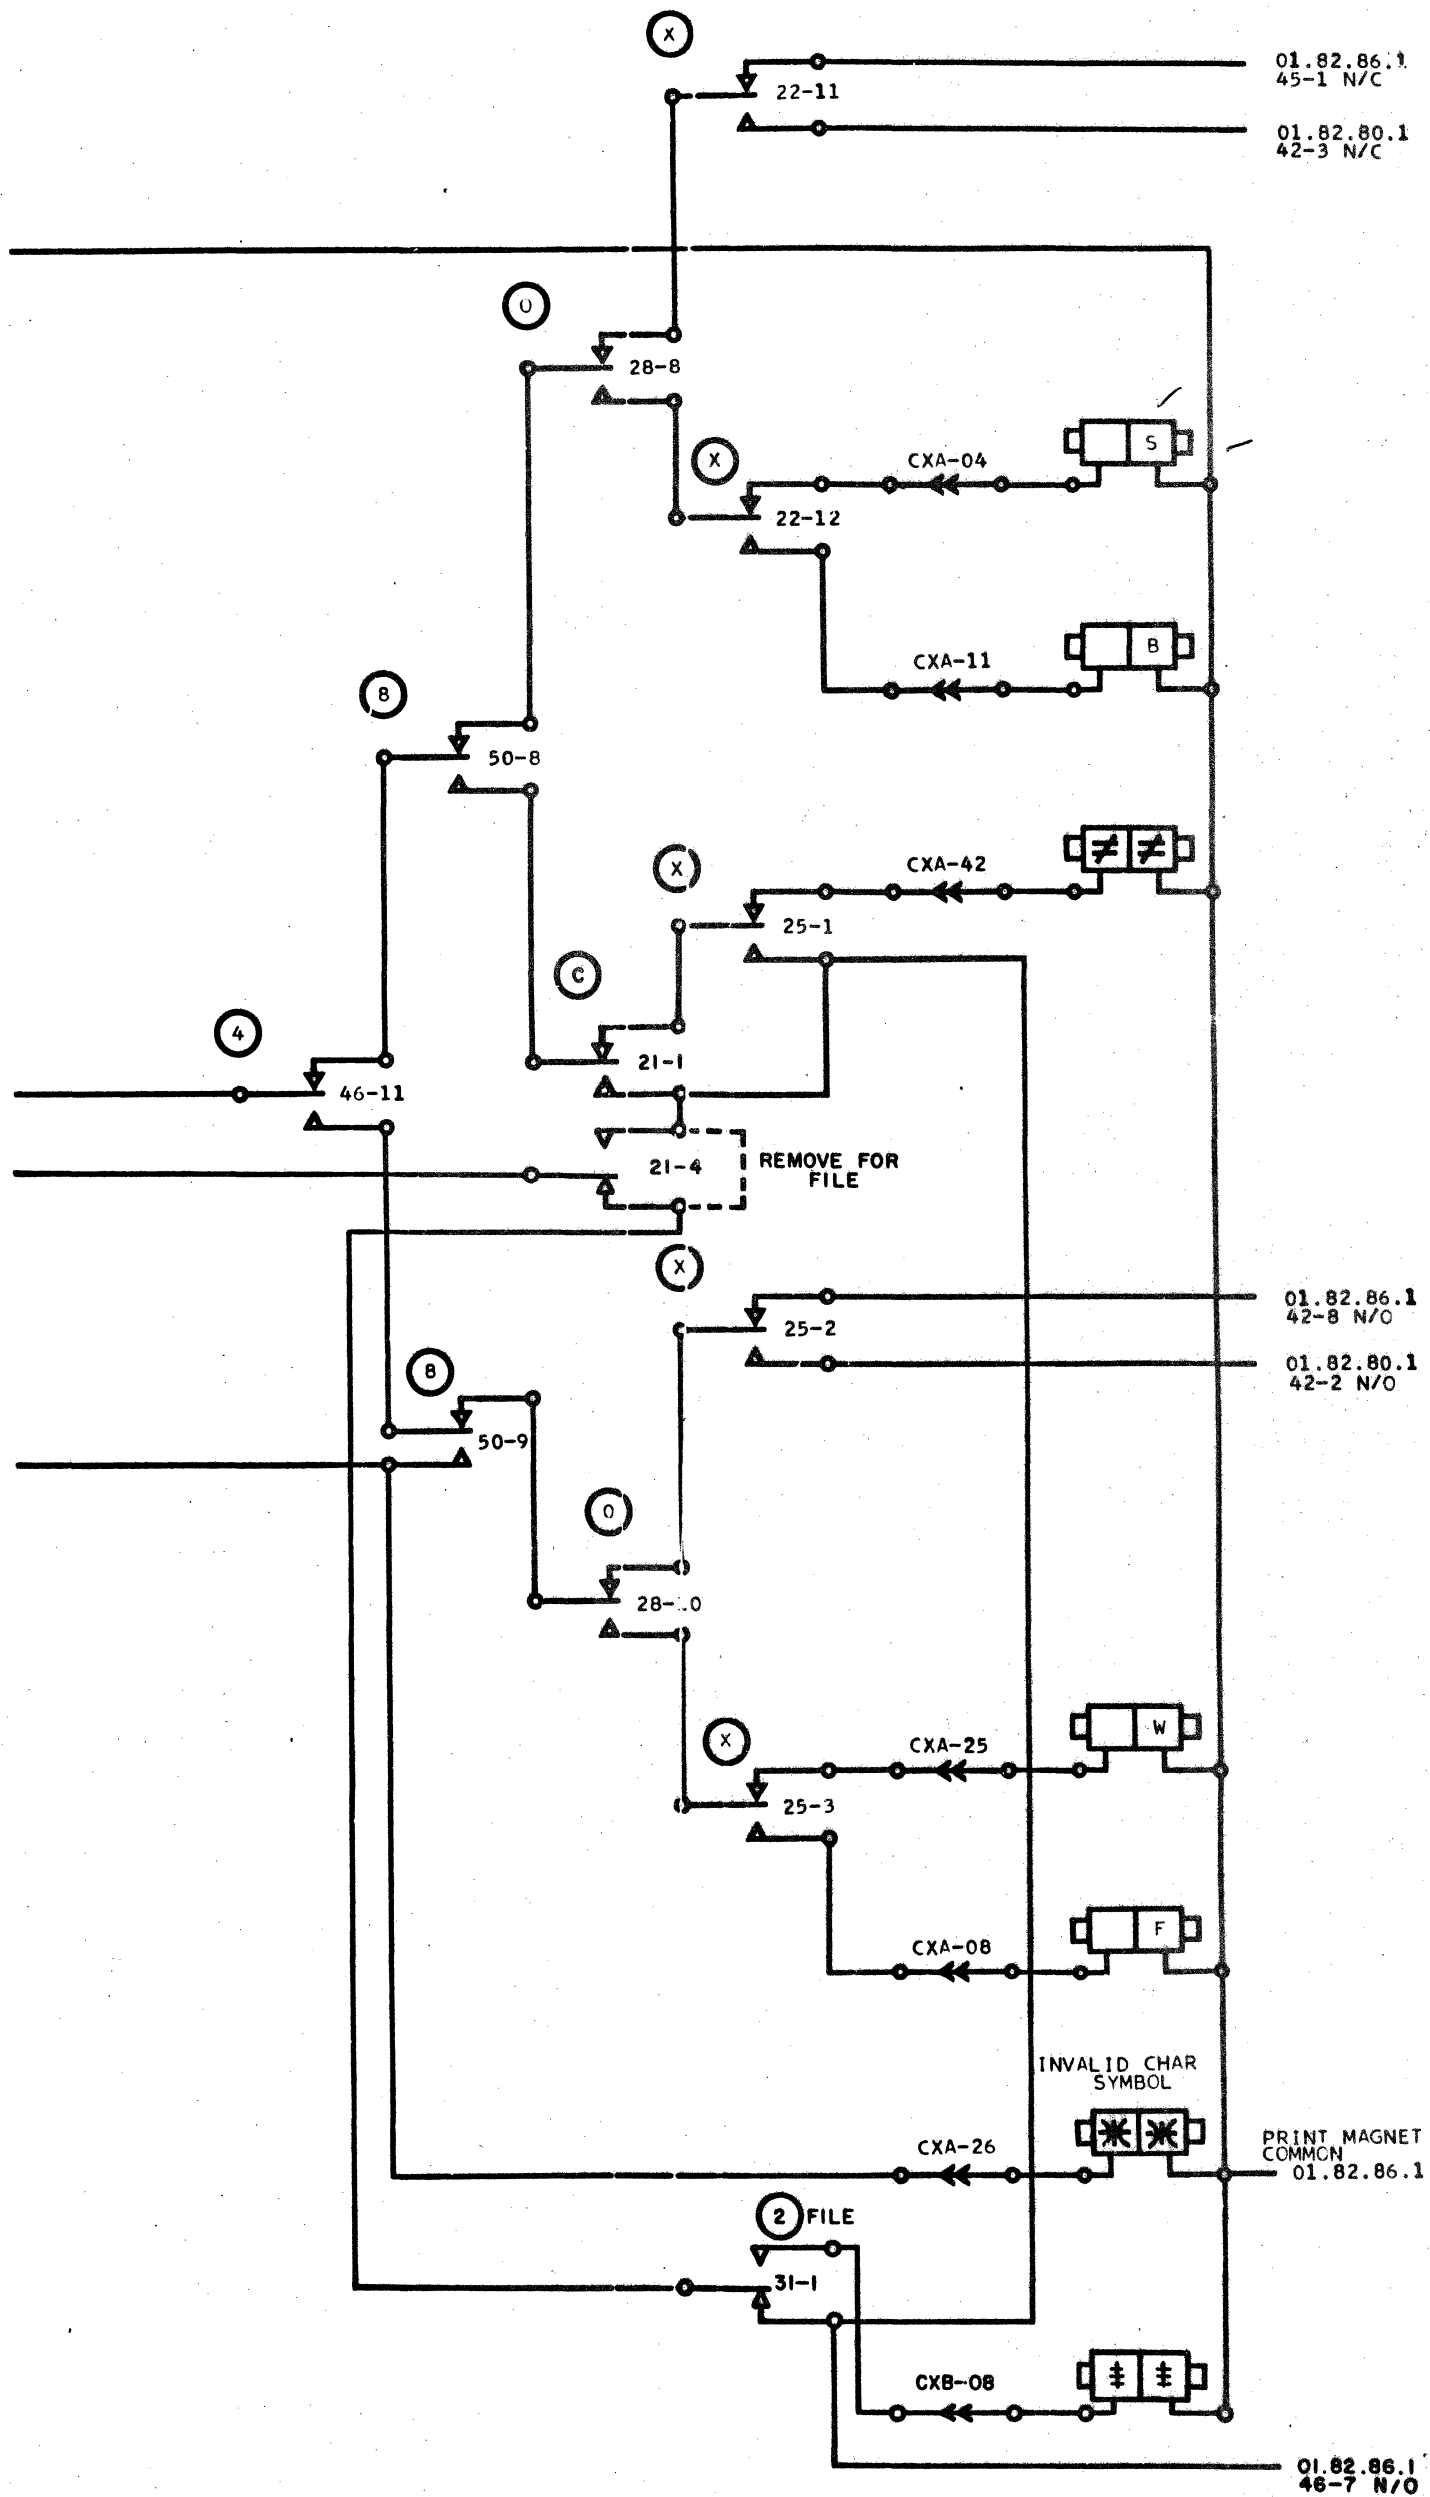 X
01.82.86.1
22-11
45-1 N/C
01.82.80.1
42-3 N/C
O
28-8
S
X
CXA-04
22-12
B
CXA-11
8
50-8
≠ ≠
X
CXA-42
25-1
C
4
21-1
46-11
21-4
REMOVE FOR
FILE
X
01.82.86.1
42-8 N/O
25-2
01.82.80.1
42-2 N/O
8
50-9
O
X
W
CXA-25
25-3
F
CXA-08
INVALID CHAR
SYMBOL
PRINT MAGNET
COMMON
01.82.86.1
CXA-26
2 FILE
31-1
CXB-08
ǂ ǂ
01.82.86.1
46-7 N/O